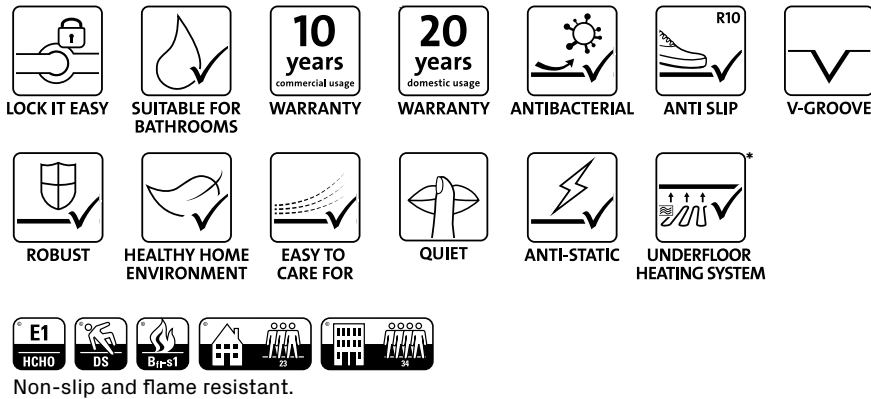 10
years
commercial usage
20
years
domestic usage
R10
*
LOCK IT EASY
SUITABLE FOR
BATHROOMS
WARRANTY
WARRANTY
ANTIBACTERIAL
ANTI SLIP
V-GROOVE
ROBUST
HEALTHY HOME
ENVIRONMENT
EASY TO
CARE FOR
QUIET
ANTI-STATIC
UNDERFLOOR
HEATING SYSTEM
E1
HCHO
DS
Bfl-s1
23
34
Non-slip and flame resistant.